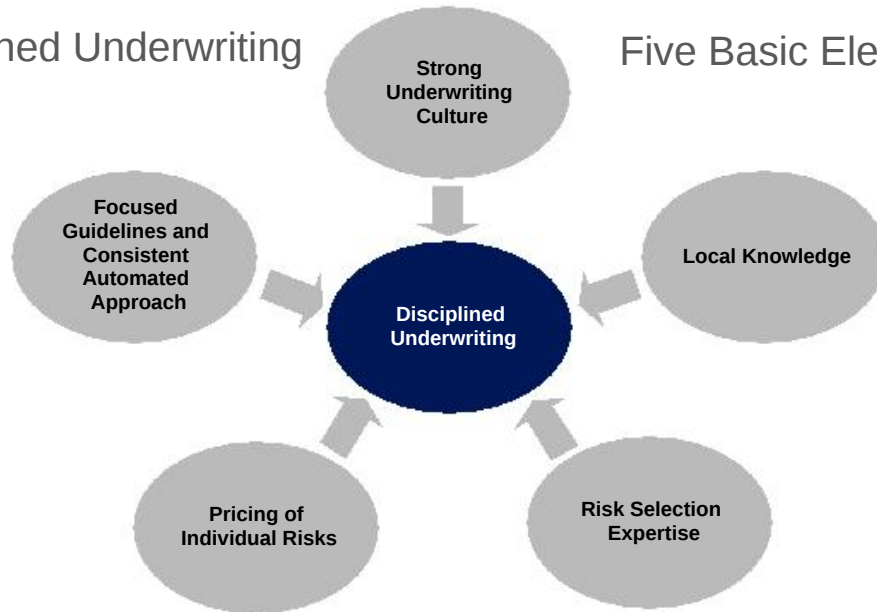 ned Underwriting
Five Basic Ele
Strong
Underwriting
Culture
Focused
Guidelines and
Consistent
Automated
Approach
Local Knowledge
Disciplined
Underwriting
Pricing of
Individual Risks
Risk Selection
Expertise